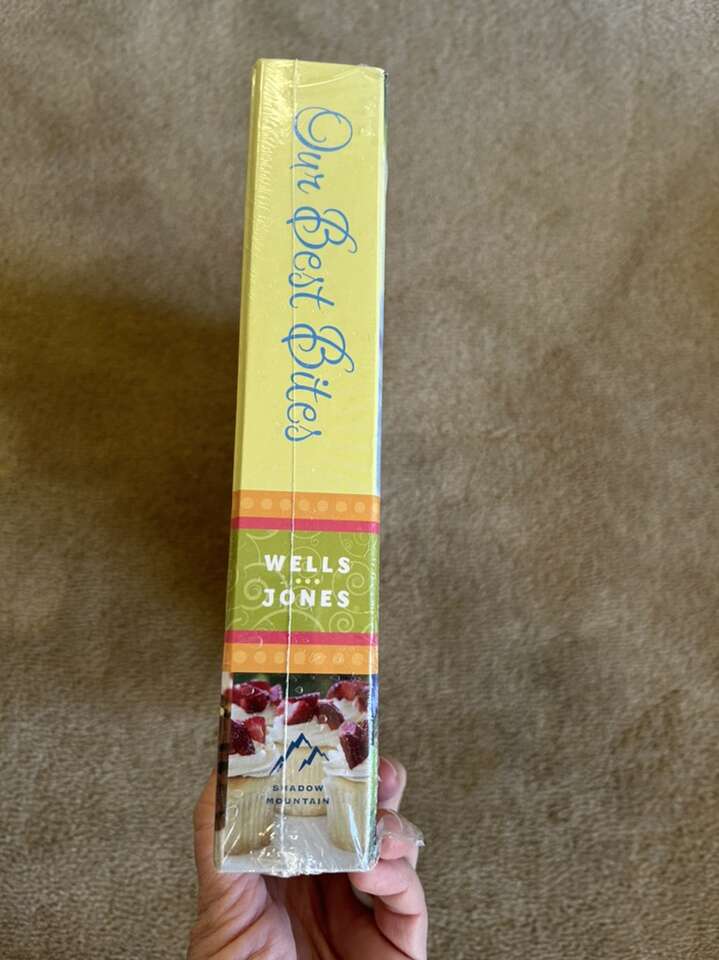 Our Best Bites
WELLS
JONES
SHADOW
MOUNTAIN